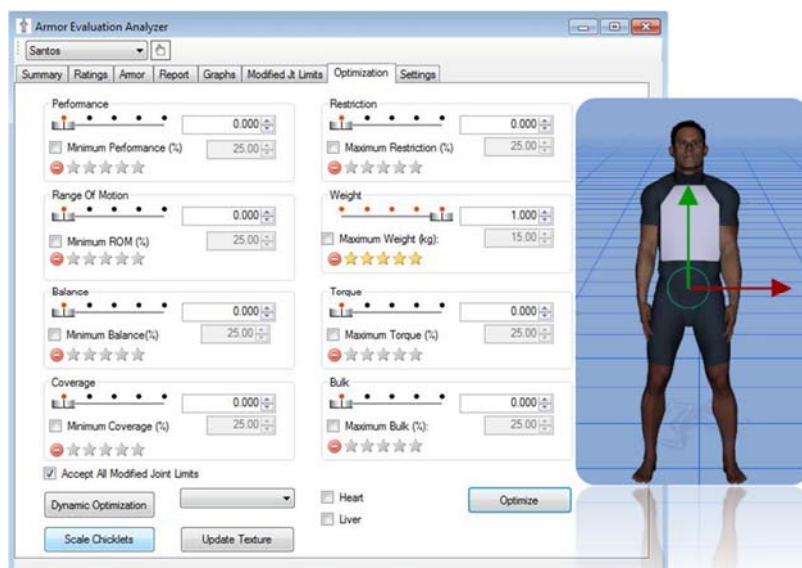 Armor Evaluation Analyzer
Santos
Summary Ratings Armor Report Graphs Modified Jt Limits Optimization Settings
Performance
0.000
Minimum Performance (%) 25.00
Restriction
0.000
Maximum Restriction (%) 25.00
Range Of Motion
0.000
Minimum ROM (%) 25.00
Weight
1.000
Maximum Weight (kg): 15.00
Balance
0.000
Minimum Balance(%) 25.00
Torque
0.000
Maximum Torque (%) 25.00
Coverage
0.000
Minimum Coverage (%) 25.00
Bulk
0.000
Maximum Bulk (%): 25.00
Accept All Modified Joint Limits
Dynamic Optimization
Heart
Optimize
Liver
Scale Chicklets Update Texture